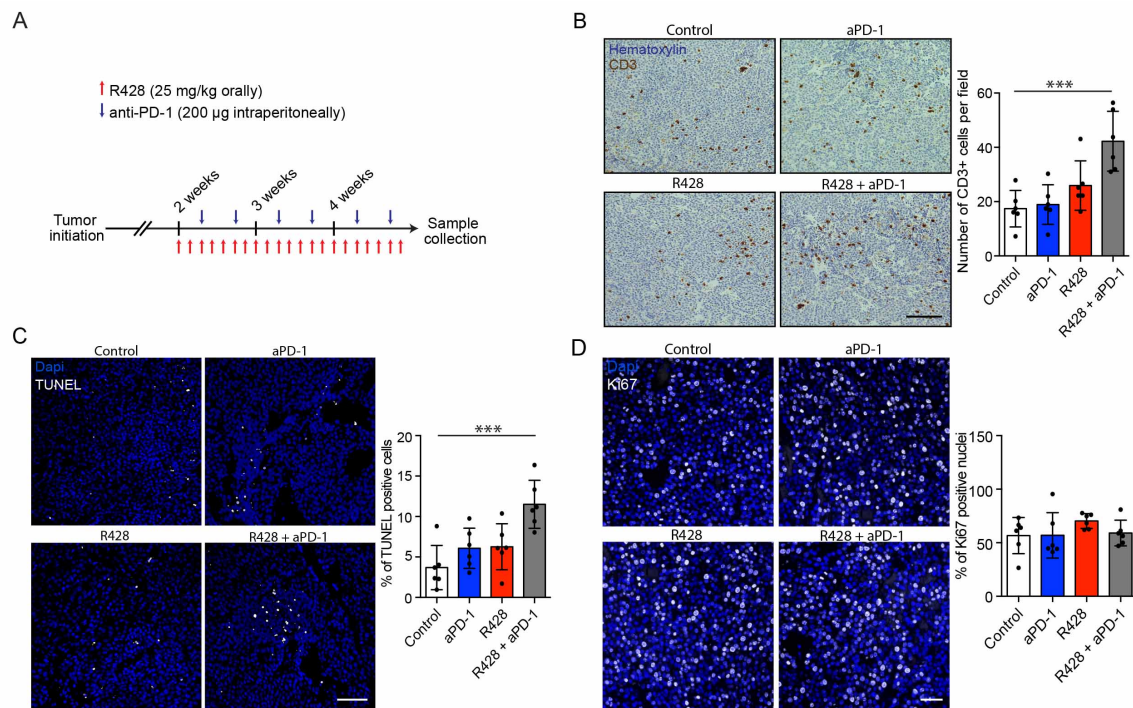 A
R428 (25 mg/kg orally)
anti-PD-1 (200 µg intraperitoneally)
2 weeks
3 weeks
4 weeks
Tumor
initiation
Sample
collection
B
Control
aPD-1
Hematoxylin
CD3
R428
R428 + aPD-1
Number of CD3+ cells per field
60
40
20
0
***
Control
aPD-1
R428
R428 + aPD-1
C
Control
aPD-1
Dapi
TUNEL
R428
R428 + aPD-1
% of TUNEL positive cells
20
15
10
5
0
***
Control
aPD-1
R428
R428 + aPD-1
D
Control
aPD-1
Dapi
Ki67
R428
R428 + aPD-1
% of Ki67 positive nuclei
150
100
50
0
Control
aPD-1
R428
R428 + aPD-1